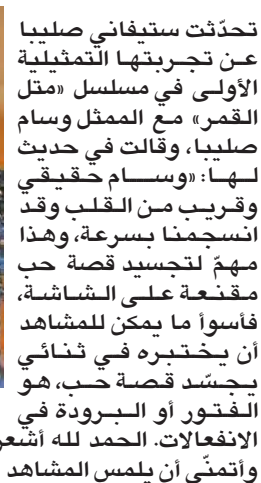 تحدّثت ستيفاني صليبا
عن تجربتها التمثيلية
الأولى في مسلسل «متل
القمر» مع الممثل وسام
صليبا، وقالت في حديث
لها: «وسام حقيقي
وقريب من القلب وقد
انسجمنا بسرعة، وهذا
مهمّ لتجسيد قصة حب
مقنعة على الشاشة،
فأسوأ ما يمكن للمشاهد
أن يختبره في ثنائي
يجسّد قصة حب، هو
الفتور أو البرودة في
الانفعالات. الحمد لله أشعر
وأتمنّى أن يلمس المشاهد